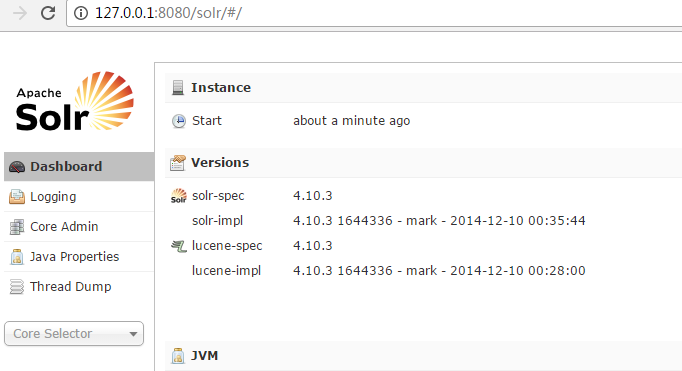 127.0.0.1:8080/solr/#/
Apache
Solr
Dashboard
Logging
Core Admin
Java Properties
Thread Dump
Core Selector
Instance
Start about a minute ago
Versions
Solr solr-spec 4.10.3
solr-impl 4.10.3 1644336 - mark - 2014-12-10 00:35:44
lucene-spec 4.10.3
lucene-impl 4.10.3 1644336 - mark - 2014-12-10 00:28:00
JVM